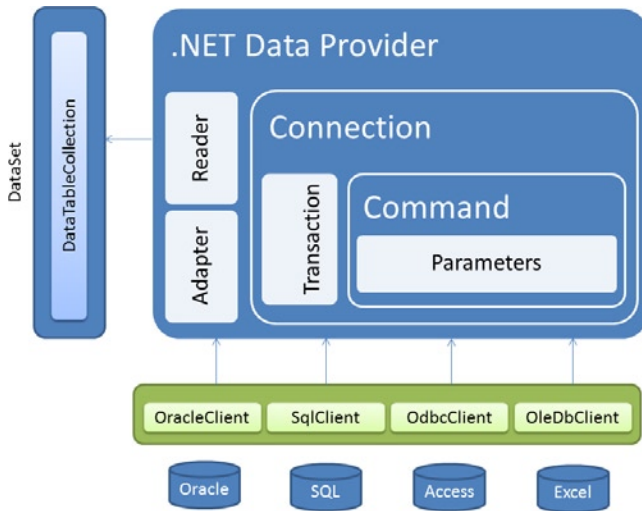 .NET Data Provider
DataSet
DataTableCollection
Reader
Adapter
Connection
Transaction
Command
Parameters
OracleClient
SqlClient
OdbcClient
OleDbClient
Oracle
SQL
Access
Excel